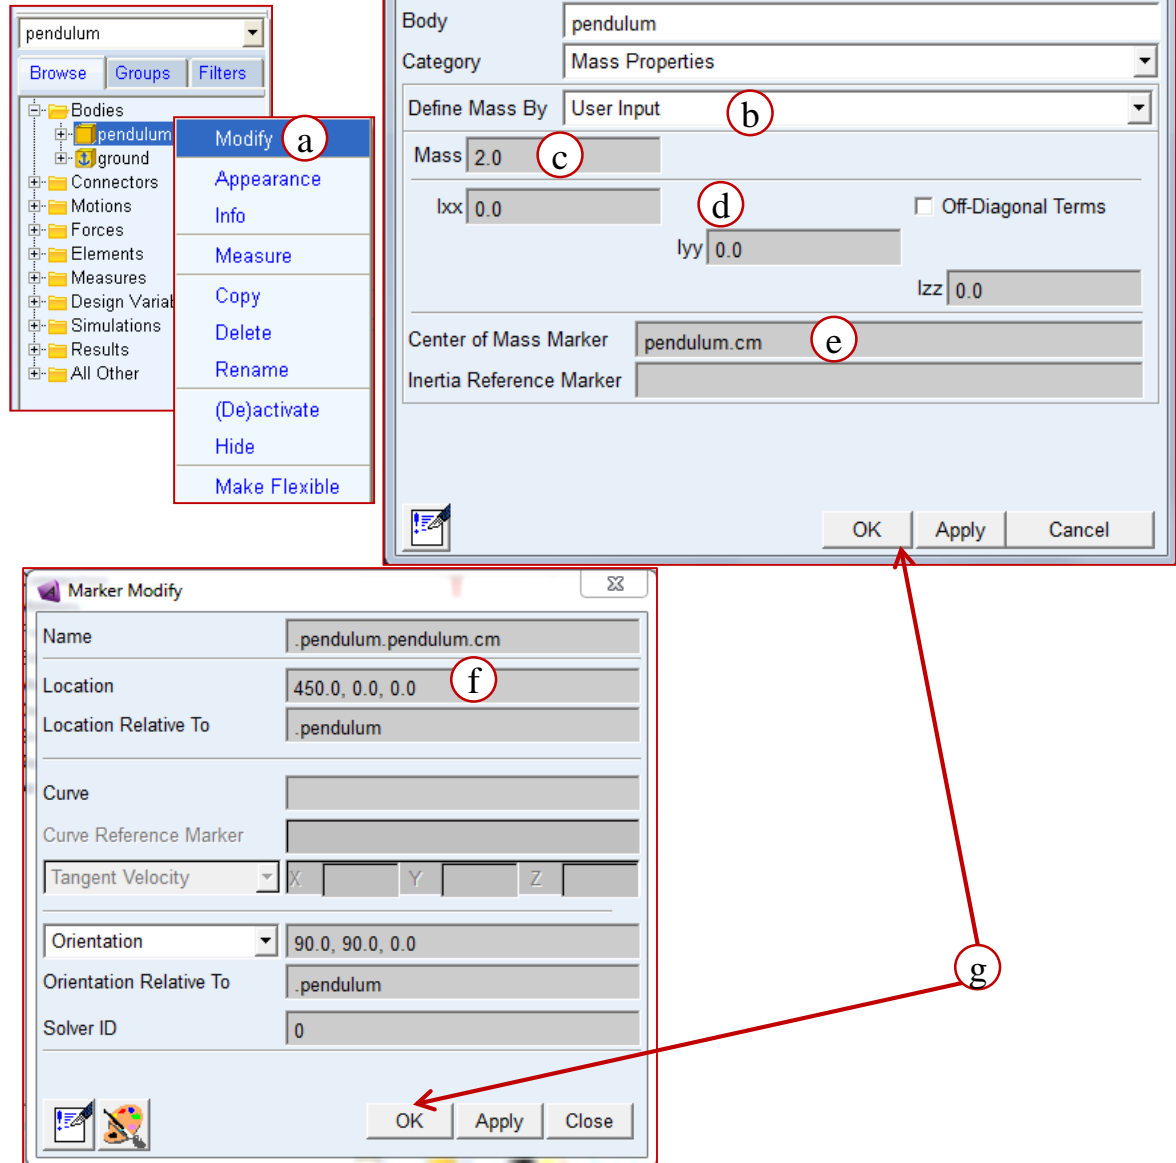 pendulum
Browse Groups Filters
Bodies
pendulum
ground
Connectors
Motions
Forces
Elements
Measures
Design Variab
Simulations
Results
All Other
Modify a
Appearance
Info
Measure
Copy
Delete
Rename
(De)activate
Hide
Make Flexible
Body pendulum
Category Mass Properties
Define Mass By User Input b
Mass 2.0 c
Ixx 0.0 d Off-Diagonal Terms
Iyy 0.0
Izz 0.0
Center of Mass Marker pendulum.cm e
Inertia Reference Marker
OK Apply Cancel
Marker Modify
Name .pendulum.pendulum.cm
Location 450.0, 0.0, 0.0 f
Location Relative To .pendulum
Curve
Curve Reference Marker
Tangent Velocity X Y Z
Orientation 90.0, 90.0, 0.0
Orientation Relative To .pendulum
Solver ID 0
OK Apply Close
g